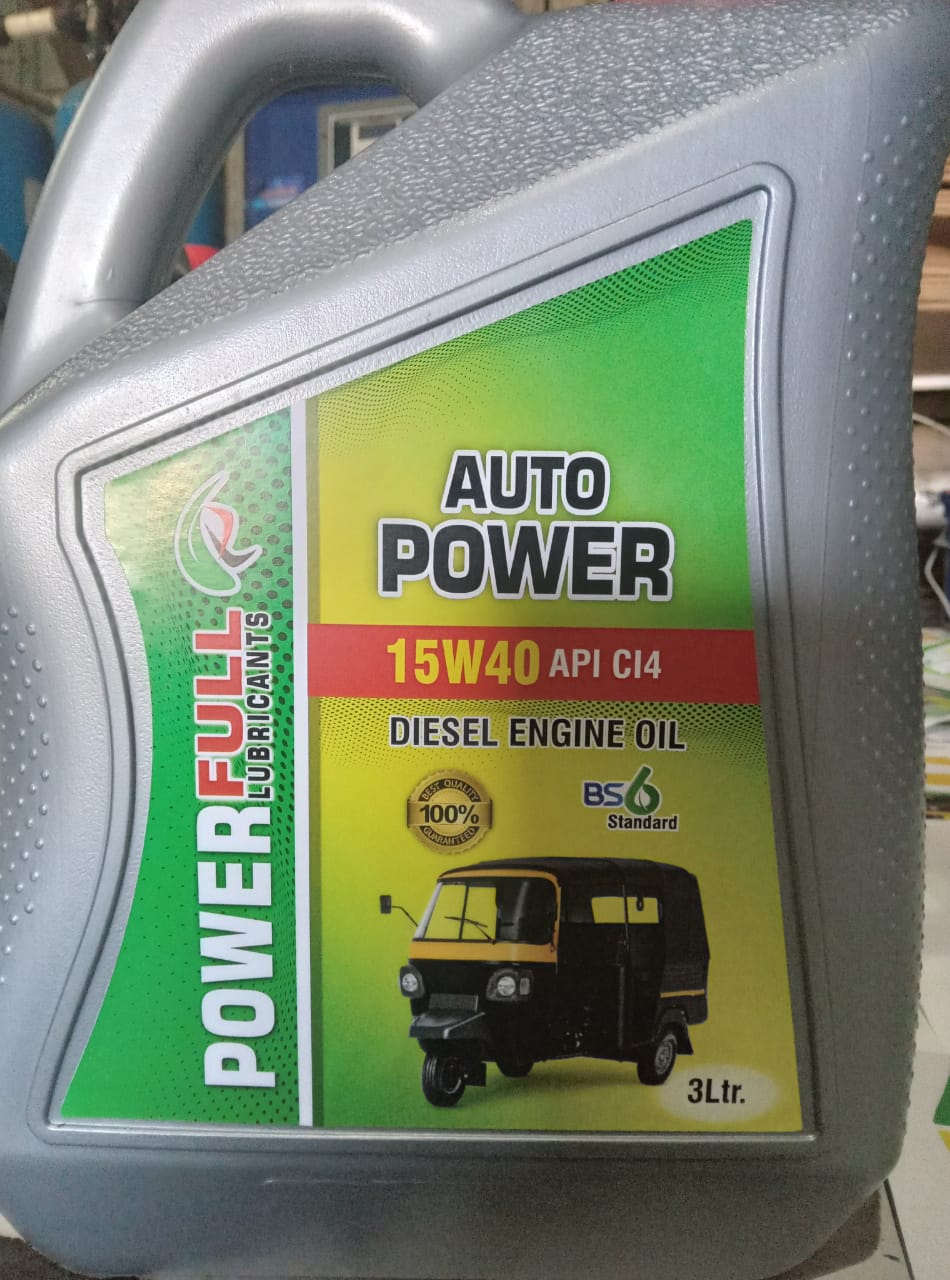 POWERFULL
LUBRICANTS
AUTO
POWER
15W40 API CI4
DIESEL ENGINE OIL
BEST QUALITY
100%
GUARANTEED
BS6
Standard
3Ltr.